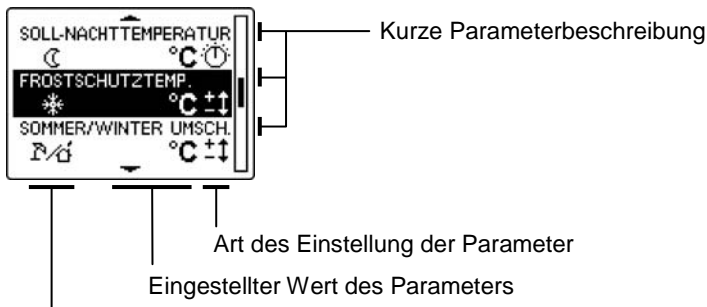 SOLL-NACHTTEMPERATUR
°C
FROSTSCHUTZTEMP.
°C ±
SOMMER/WINTER UMSCH.
°C ±
Kurze Parameterbeschreibung
Art des Einstellung der Parameter
Eingestellter Wert des Parameters